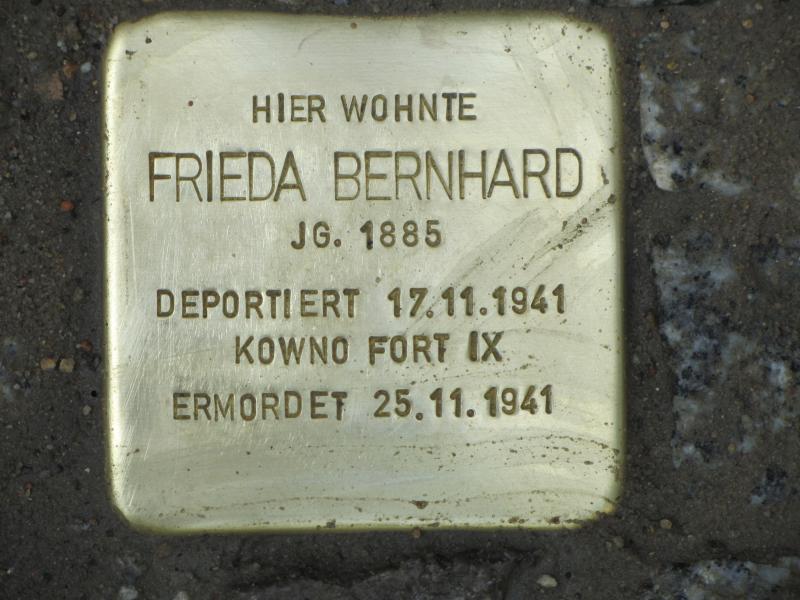 HIER WOHNTE
FRIEDA BERNHARD
JG. 1885
DEPORTIERT 17.11.1941
KOWNO FORT IX
ERMORDET 25.11.1941